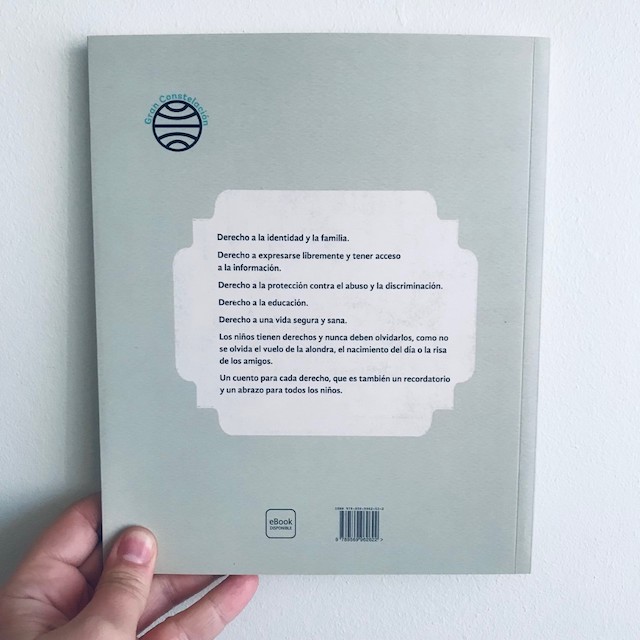 Gran Constelación
Derecho a la identidad y la familia.
Derecho a expresarse libremente y tener acceso
a la información.
Derecho a la protección contra el abuso y la discriminación.
Derecho a la educación.
Derecho a una vida segura y sana.
Los niños tienen derechos y nunca deben olvidarlos, como no
se olvida el vuelo de la alondra, el nacimiento del día o la risa
de los amigos.
Un cuento para cada derecho, que es también un recordatorio
y un abrazo para todos los niños.
eBook
DISPONIBLE
ISBN